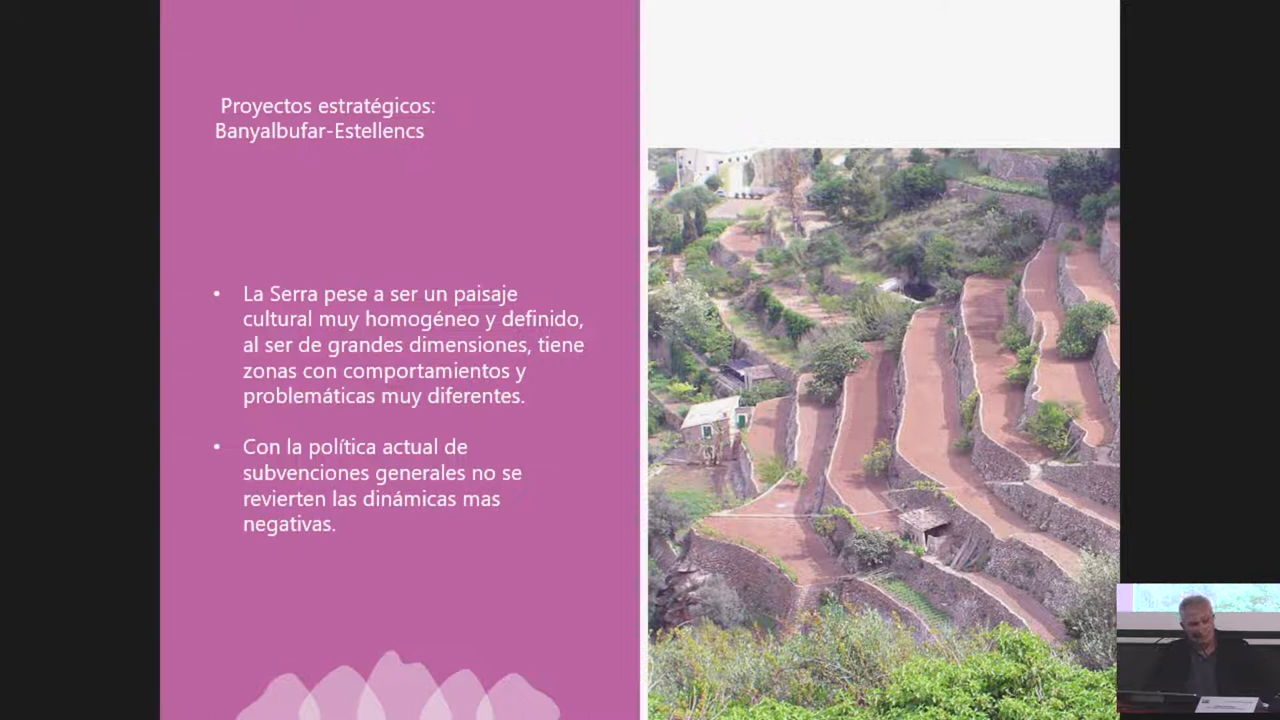 Proyectos estratégicos:
Banyalbufar-Estellencs
• La Serra pese a ser un paisaje
cultural muy homogéneo y definido,
al ser de grandes dimensiones, tiene
zonas con comportamientos y
problemáticas muy diferentes.
• Con la política actual de
subvenciones generales no se
revierten las dinámicas mas
negativas.